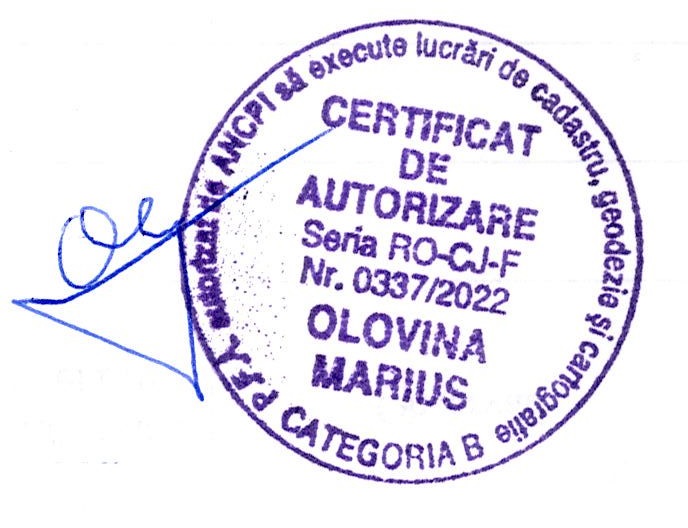 P.F.A. autorizat de ANCPI să execute lucrări de cadastru, geodezie și cartografie
CERTIFICAT
DE
AUTORIZARE
Seria RO-CJ-F
Nr. 0337/2022
OLOVINA
MARIUS
CATEGORIA B